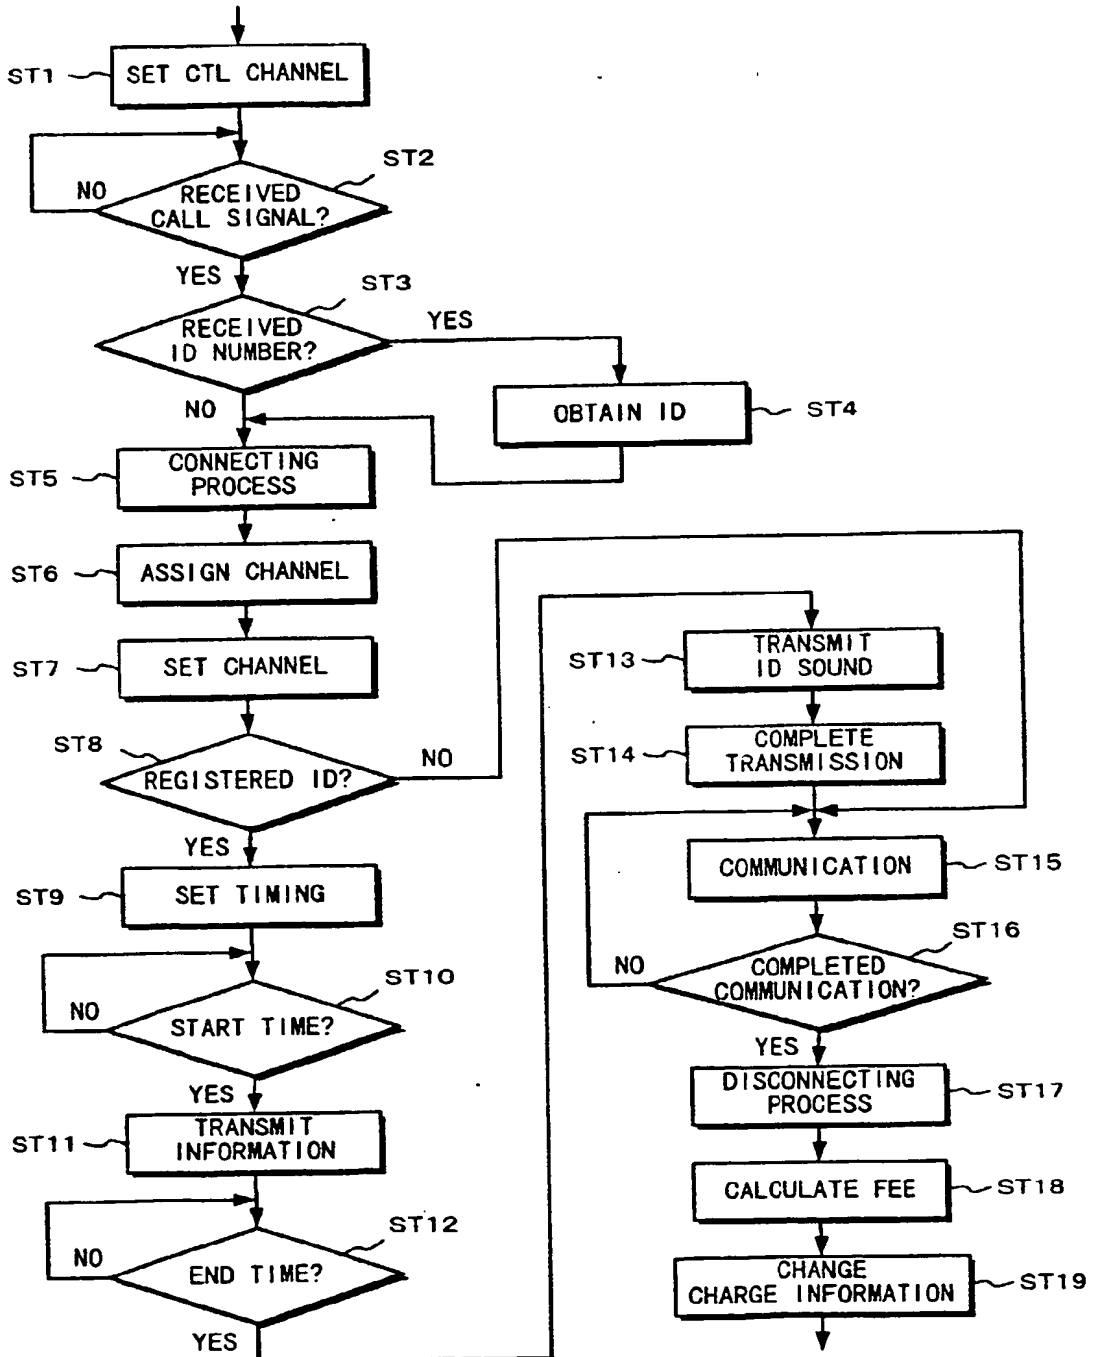 ST1
SET CTL CHANNEL
ST2
NO
RECEIVED
CALL SIGNAL?
YES
ST3
RECEIVED
ID NUMBER?
YES
NO
OBTAIN ID
ST4
ST5
CONNECTING
PROCESS
ST6
ASSIGN CHANNEL
ST7
SET CHANNEL
ST8
REGISTERED ID?
NO
YES
ST9
SET TIMING
ST10
NO
START TIME?
YES
ST11
TRANSMIT
INFORMATION
ST12
NO
END TIME?
YES
ST13
TRANSMIT
ID SOUND
ST14
COMPLETE
TRANSMISSION
COMMUNICATION
ST15
ST16
NO
COMPLETED
COMMUNICATION?
YES
DISCONNECTING
PROCESS
ST17
CALCULATE FEE
ST18
CHANGE
CHARGE INFORMATION
ST19